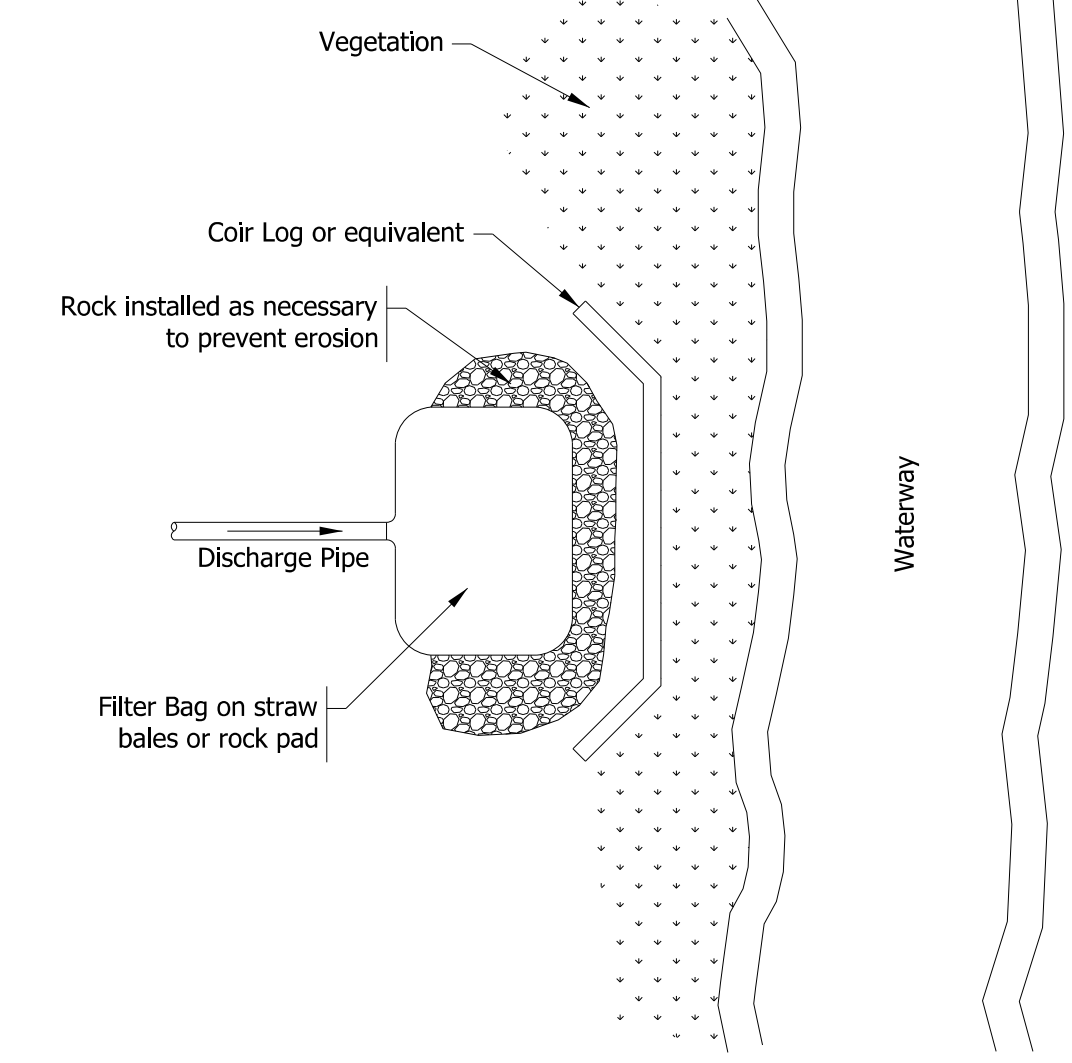 Vegetation
Coir Log or equivalent
Rock installed as necessary
to prevent erosion
Waterway
Discharge Pipe
Filter Bag on straw
bales or rock pad